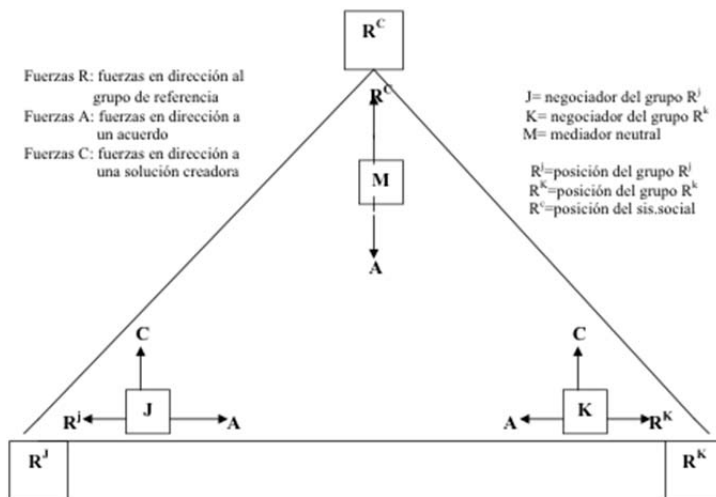 R^C
Fuerzas R: fuerzas en dirección al
grupo de referencia
Fuerzas A: fuerzas en dirección a
un acuerdo
Fuerzas C: fuerzas en dirección a
una solución creadora
R^C
M
A
J= negociador del grupo R^j
K= negociador del grupo R^k
M= mediador neutral
R^j=posición del grupo R^j
R^K=posición del grupo R^k
R^c=posición del sis.social
C
R^j J A
C
A K R^K
R^J
R^K